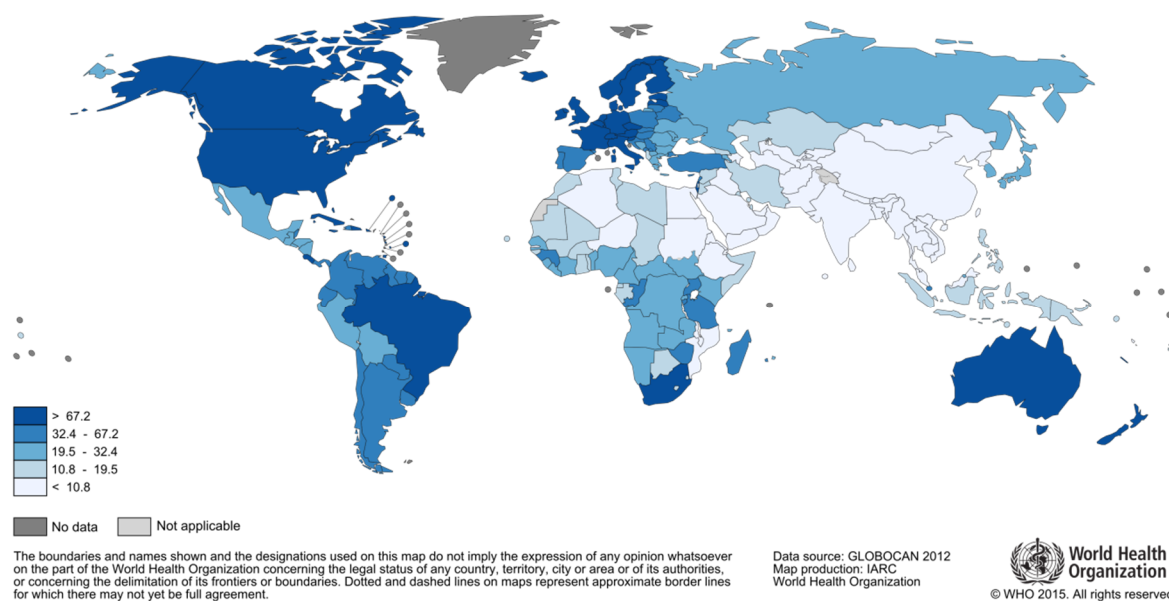 > 67.2
32.4 - 67.2
19.5 - 32.4
10.8 - 19.5
< 10.8
No data
Not applicable
The boundaries and names shown and the designations used on this map do not imply the expression of any opinion whatsoever
on the part of the World Health Organization concerning the legal status of any country, territory, city or area or of its authorities,
or concerning the delimitation of its frontiers or boundaries. Dotted and dashed lines on maps represent approximate border lines
for which there may not yet be full agreement.
Data source: GLOBOCAN 2012
Map production: IARC
World Health Organization
World Health
Organization
© WHO 2015. All rights reserved